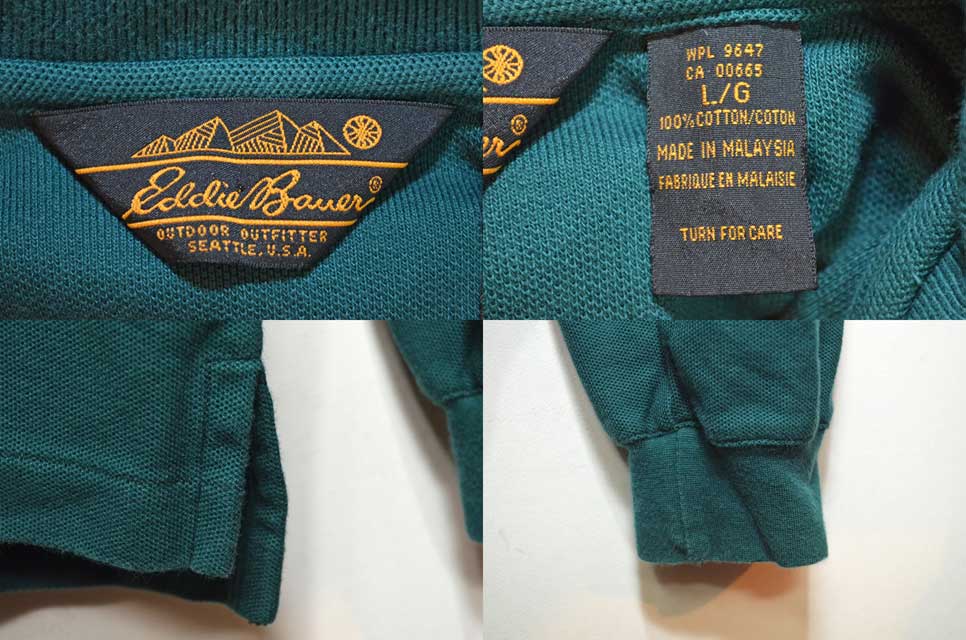 Eddie Bauer®
OUTDOOR OUTFITTER
SEATTLE, U.S.A.
er®
WPL 9647
CA 00665
L/G
100% COTTON/COTON
MADE IN MALAYSIA
FABRIQUE EN MALAISIE
TURN FOR CARE